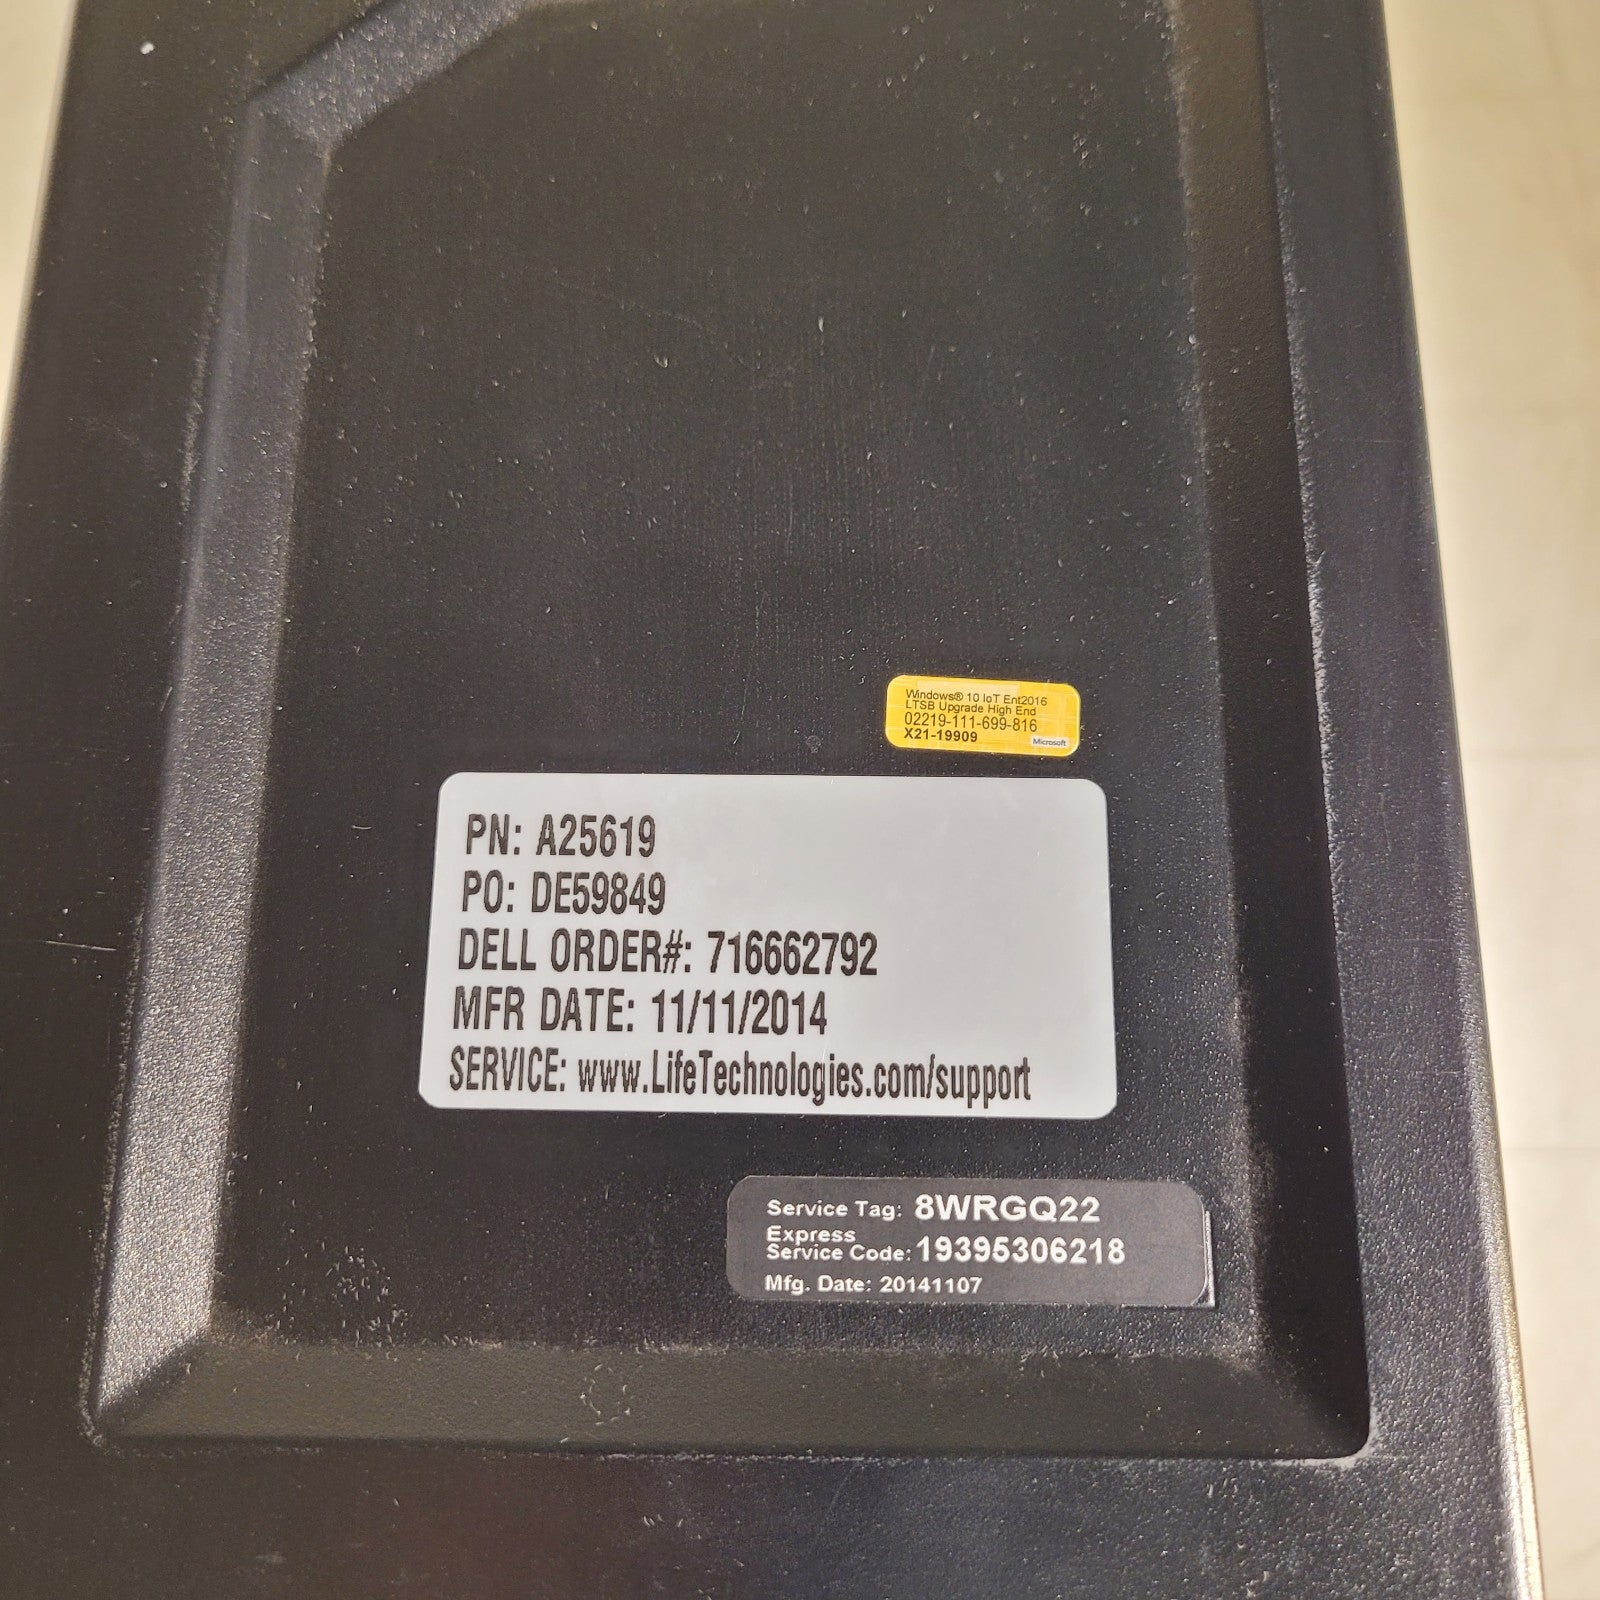 Windows® 10 IoT Ent2016
LTSB Upgrade High End
02219-111-699-816
X21-19909
Microsoft
PN: A25619
PO: DE59849
DELL ORDER#: 716662792
MFR DATE: 11/11/2014
SERVICE: www.LifeTechnologies.com/support
Service Tag: 8WRGQ22
Express
Service Code: 19395306218
Mfg. Date: 20141107